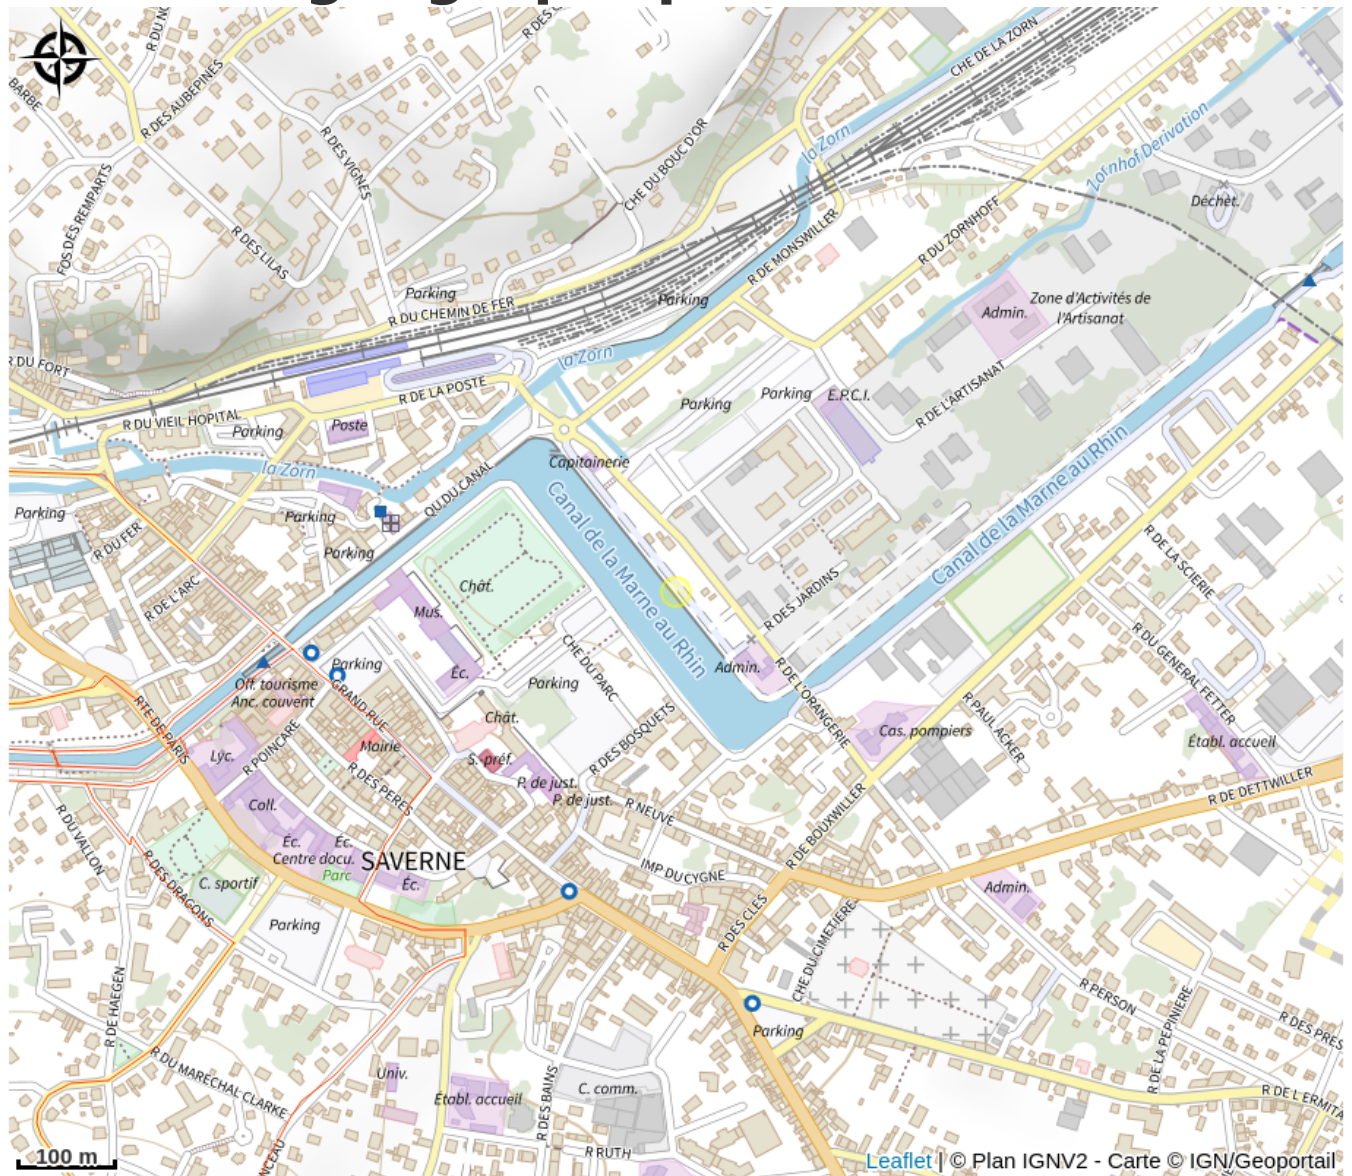 R DES AUBEPINES
BARBE
R DES VIGNES
CHE DU BOUC D'OR
CHE DE LA ZORN
la Zorn
Zornhof Derivation
Déchèt.
FOS DES REMPARTS
R DES LILAS
R DE MONSWILLER
R DU ZORNHOFF
Parking
R DU CHEMIN DE FER
Parking
Admin.
Zone d'Activités de
l'Artisanat
R DU FORT
la Zorn
R DE LA POSTE
Parking
Parking
E.P.C.I.
R DE L'ARTISANAT
R DU VIEIL HOPITAL
Parking
Poste
la Zorn
QU DU CANAL
Capitainerie
Canal de la Marne au Rhin
Canal de la Marne au Rhin
Parking
R DU FER
Parking
Parking
R DE L'ARC
Chât.
Mus.
Éc.
R DES JARDINS
R DE LA SCIERIE
R DU GENERAL FETTER
CHE DU PARC
Parking
Off. tourisme
Anc. couvent
Parking
GRAND RUE
Admin.
R DE L'ORANGERIE
R PAUL ACKER
RTE DE PARIS
Lyc.
R POINCARE
Mairie
Chât.
S.-préf.
R DES BOSQUETS
Cas. pompiers
Établ. accueil
P. de just.
P. de just.
R NEUVE
R DES PERES
Coll.
R DE BOUXWILLER
R DE DETTWILLER
R DU VALLON
Éc.
Éc.
Centre docu.
Parc
SAVERNE
Éc.
IMP DU CYGNE
R DES DRAGONS
C. sportif
Parking
R DES CLES
CHE DU CIMETIERE
Admin.
R DE HAEGEN
Parking
R PERSON
R DE LA PEPINIERE
R DES PRES
R DU MARECHAL CLARKE
Univ.
Établ. accueil
R DES BAINS
C. comm.
R DE L'ERMITA
NCEAU
R RUTH
100 m
Leaflet | © Plan IGNV2 - Carte © IGN/Geoportail